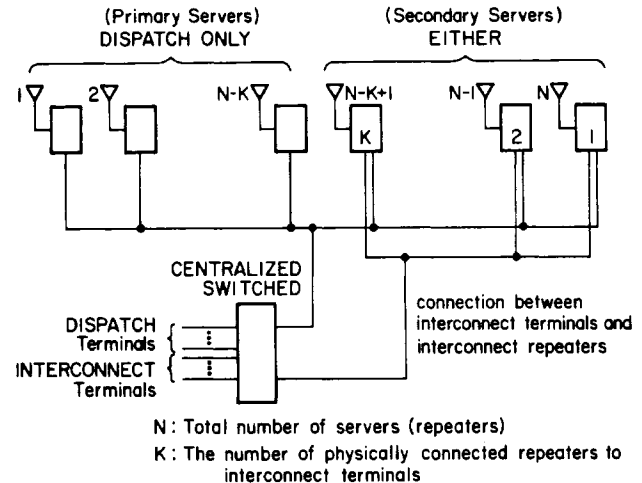 (Primary Servers)
DISPATCH ONLY
(Secondary Servers)
EITHER
1
2
N-K
N-K+1
N-1
N
K
2
1
CENTRALIZED
SWITCHED
DISPATCH
Terminals
INTERCONNECT
Terminals
connection between
interconnect terminals and
interconnect repeaters
N: Total number of servers (repeaters)
K: The number of physically connected repeaters to
interconnect terminals